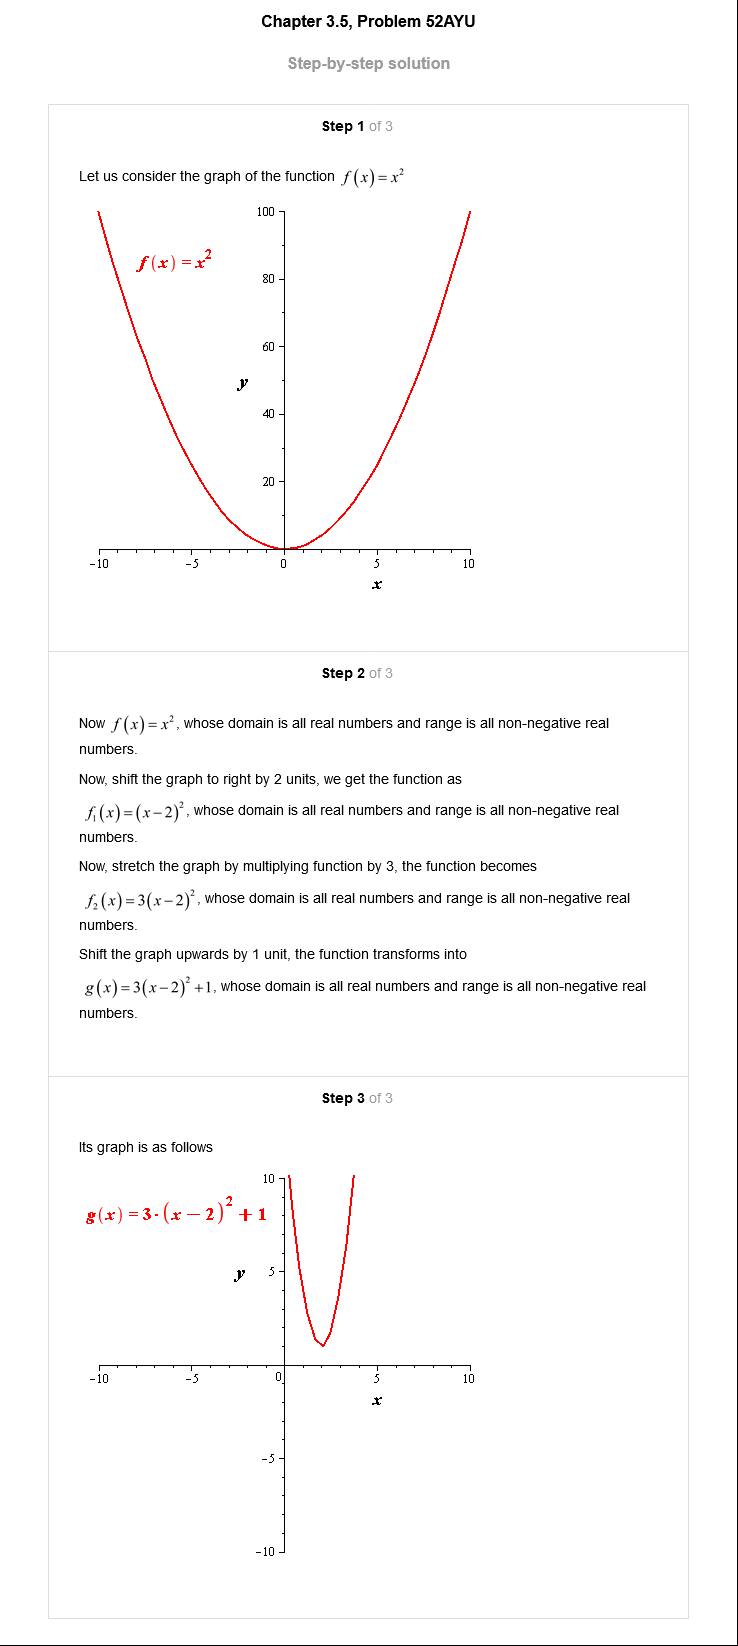 Chapter 3.5, Problem 52AYU
Step-by-step solution
Step 1 of 3
Let us consider the graph of the function f(x)=x²
100
f(x)=x²
80
60
y
40
20
-10 -5 0 5 10
x
Step 2 of 3
Now f(x)=x², whose domain is all real numbers and range is all non-negative real
numbers.
Now, shift the graph to right by 2 units, we get the function as
f₁(x)=(x−2)², whose domain is all real numbers and range is all non-negative real
numbers.
Now, stretch the graph by multiplying function by 3, the function becomes
f₂(x)=3(x−2)², whose domain is all real numbers and range is all non-negative real
numbers.
Shift the graph upwards by 1 unit, the function transforms into
g(x)=3(x−2)²+1, whose domain is all real numbers and range is all non-negative real
numbers.
Step 3 of 3
Its graph is as follows
10
g(x)=3·(x−2)²+1
y 5
-10 -5 0 5 10
x
-5
-10